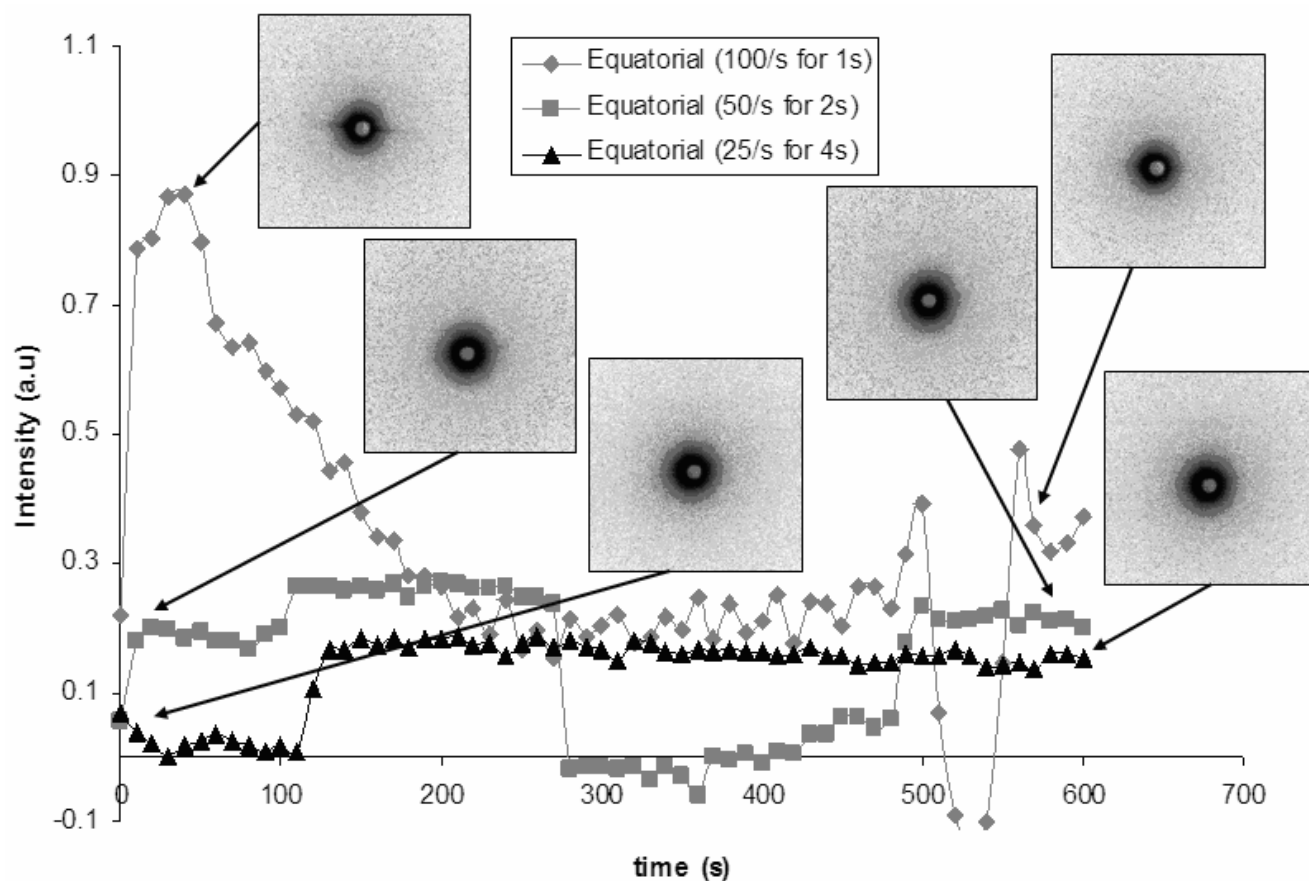 1.1
0.9
0.7
0.5
0.3
0.1
-0.1
Intensity (a.u)
Equatorial (100/s for 1s)
Equatorial (50/s for 2s)
Equatorial (25/s for 4s)
0 100 200 300 400 500 600 700
time (s)